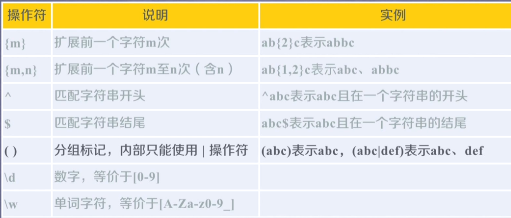 操作符 说明 实例
{m} 扩展前一个字符m次 ab{2}c表示abbc
{m,n} 扩展前一个字符m至n次（含n） ab{1,2}c表示abc、abbc
^ 匹配字符串开头 ^abc表示abc且在一个字符串的开头
$ 匹配字符串结尾 abc$表示abc且在一个字符串的结尾
( ) 分组标记，内部只能使用 | 操作符 (abc)表示abc，(abc|def)表示abc、def
\d 数字，等价于[0-9]
\w 单词字符，等价于[A-Za-z0-9_]